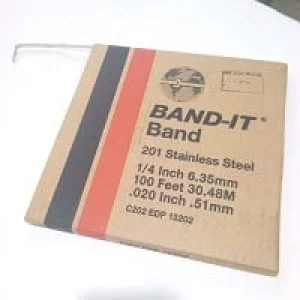 BAND-IT®
Band
201 Stainless Steel
1/4 Inch 6.35mm
100 Feet 30.48M
.020 Inch .51mm
C202 EDP 13202